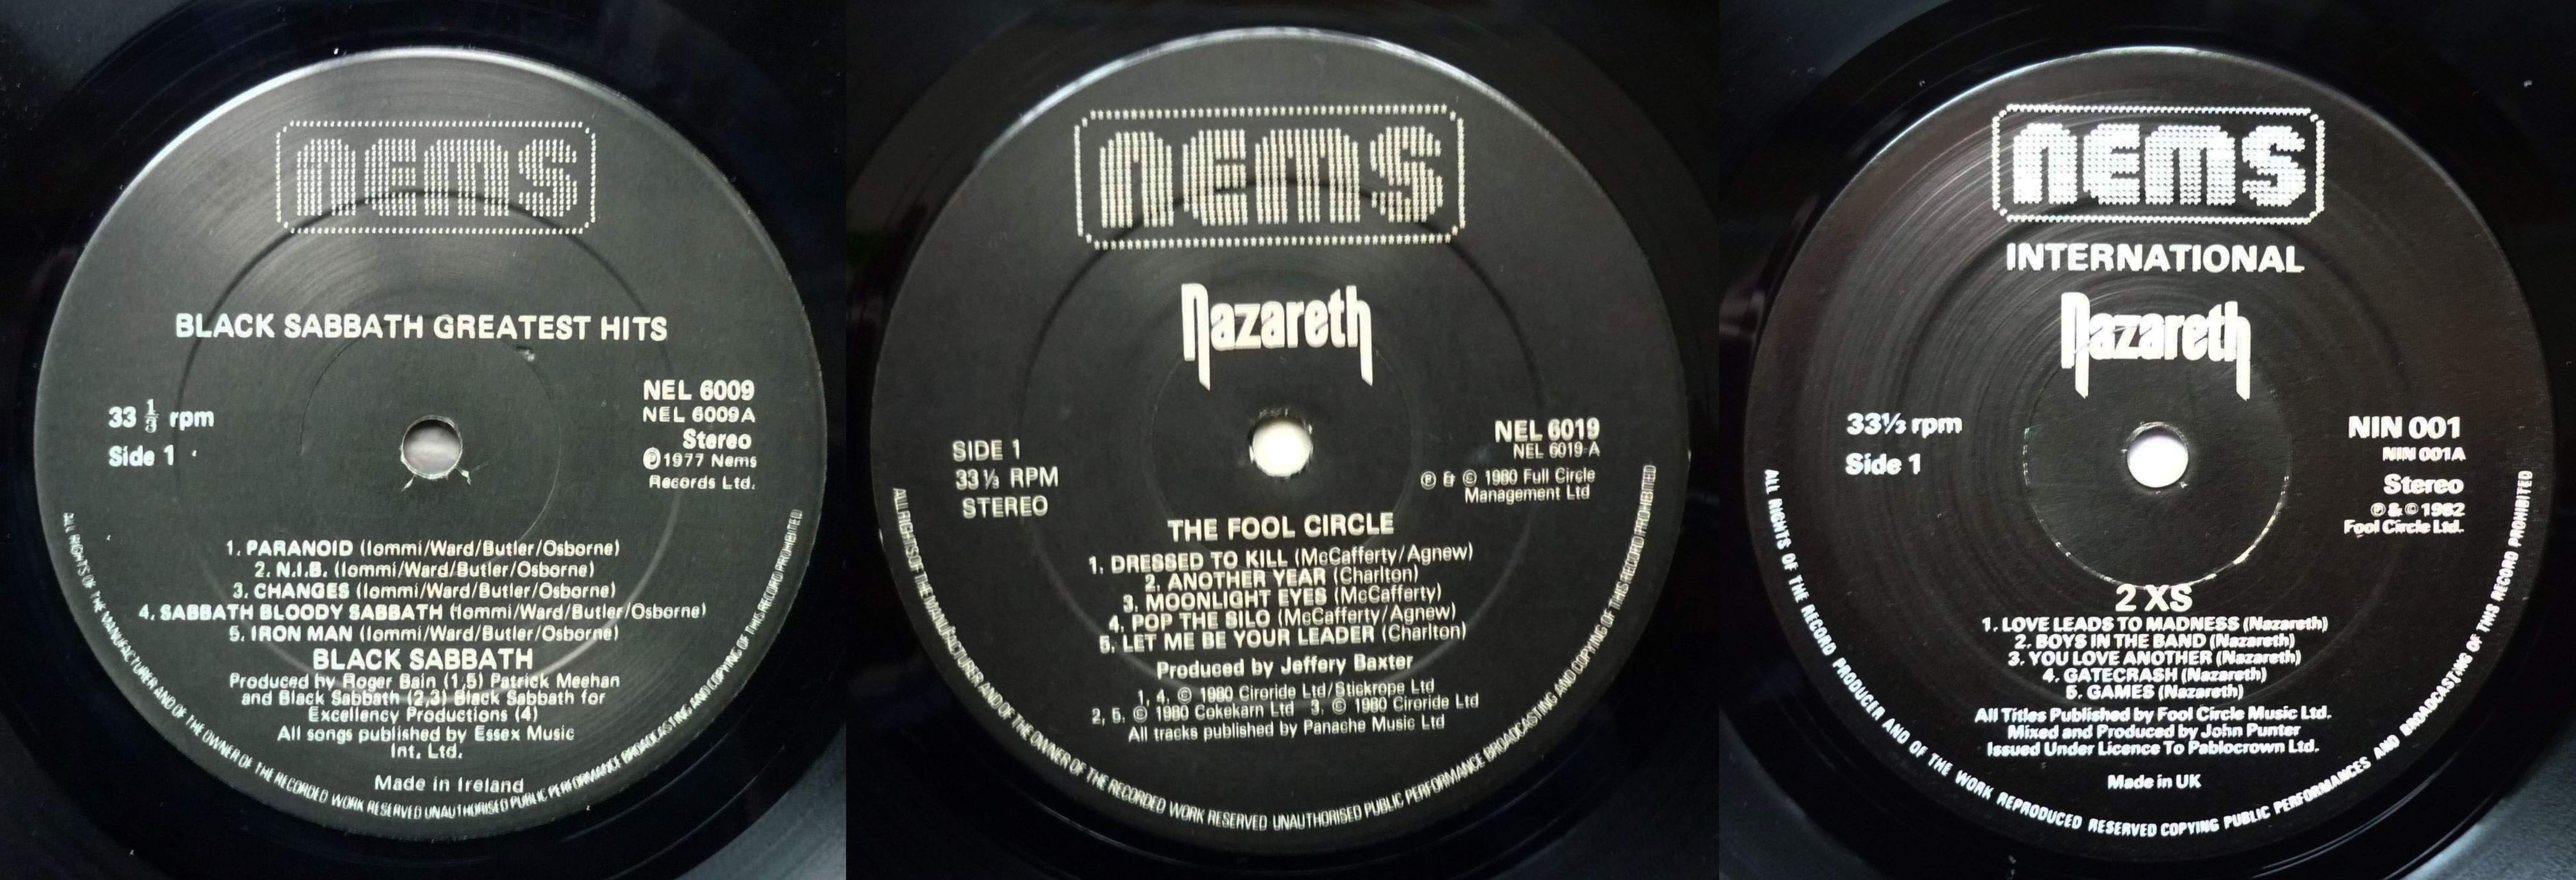 nems
BLACK SABBATH GREATEST HITS
33 1/3 rpm
Side 1
NEL 6009
NEL 6009A
Stereo
Ⓟ1977 Nems
Records Ltd.
1. PARANOID (Iommi/Ward/Butler/Osborne)
2. N.I.B. (Iommi/Ward/Butler/Osborne)
3. CHANGES (Iommi/Ward/Butler/Osborne)
4. SABBATH BLOODY SABBATH (Iommi/Ward/Butler/Osborne)
5. IRON MAN (Iommi/Ward/Butler/Osborne)
BLACK SABBATH
Produced by Roger Bain (1,5) Patrick Meehan
and Black Sabbath (2,3) Black Sabbath for
Excellency Productions (4)
All songs published by Essex Music
Int. Ltd.
Made in Ireland
ALL RIGHTS OF THE MANUFACTURER AND OF THE OWNER OF THE RECORDED WORK RESERVED UNAUTHORISED PUBLIC PERFORMANCE BROADCASTING AND COPYING OF THIS RECORD PROHIBITED
nems
Nazareth
SIDE 1
33⅓ RPM
STEREO
NEL 6019
NEL 6019-A
Ⓟ & © 1980 Full Circle
Management Ltd
THE FOOL CIRCLE
1. DRESSED TO KILL (McCafferty/Agnew)
2. ANOTHER YEAR (Charlton)
3. MOONLIGHT EYES (McCafferty)
4. POP THE SILO (McCafferty/Agnew)
5. LET ME BE YOUR LEADER (Charlton)
Produced by Jeffery Baxter
1, 4, © 1980 Ciroride Ltd/Stickrope Ltd
2, 5, © 1980 Cokekarn Ltd 3. © 1980 Ciroride Ltd
All tracks published by Panache Music Ltd
ALL RIGHTS OF THE MANUFACTURER AND OF THE OWNER OF THE RECORDED WORK RESERVED UNAUTHORISED PUBLIC PERFORMANCE BROADCASTING AND COPYING OF THIS RECORD PROHIBITED
nems
INTERNATIONAL
Nazareth
33⅓ rpm
Side 1
NIN 001
NIN 001A
Stereo
Ⓟ & © 1982
Fool Circle Ltd.
2 XS
1. LOVE LEADS TO MADNESS (Nazareth)
2. BOYS IN THE BAND (Nazareth)
3. YOU LOVE ANOTHER (Nazareth)
4. GATECRASH (Nazareth)
5. GAMES (Nazareth)
All Titles Published by Fool Circle Music Ltd.
Mixed and Produced by John Punter
Issued Under Licence To Pablocrown Ltd.
Made in UK
ALL RIGHTS OF THE RECORD PRODUCER AND OF THE WORK REPRODUCED RESERVED COPYING PUBLIC PERFORMANCES AND BROADCASTING OF THIS RECORD PROHIBITED